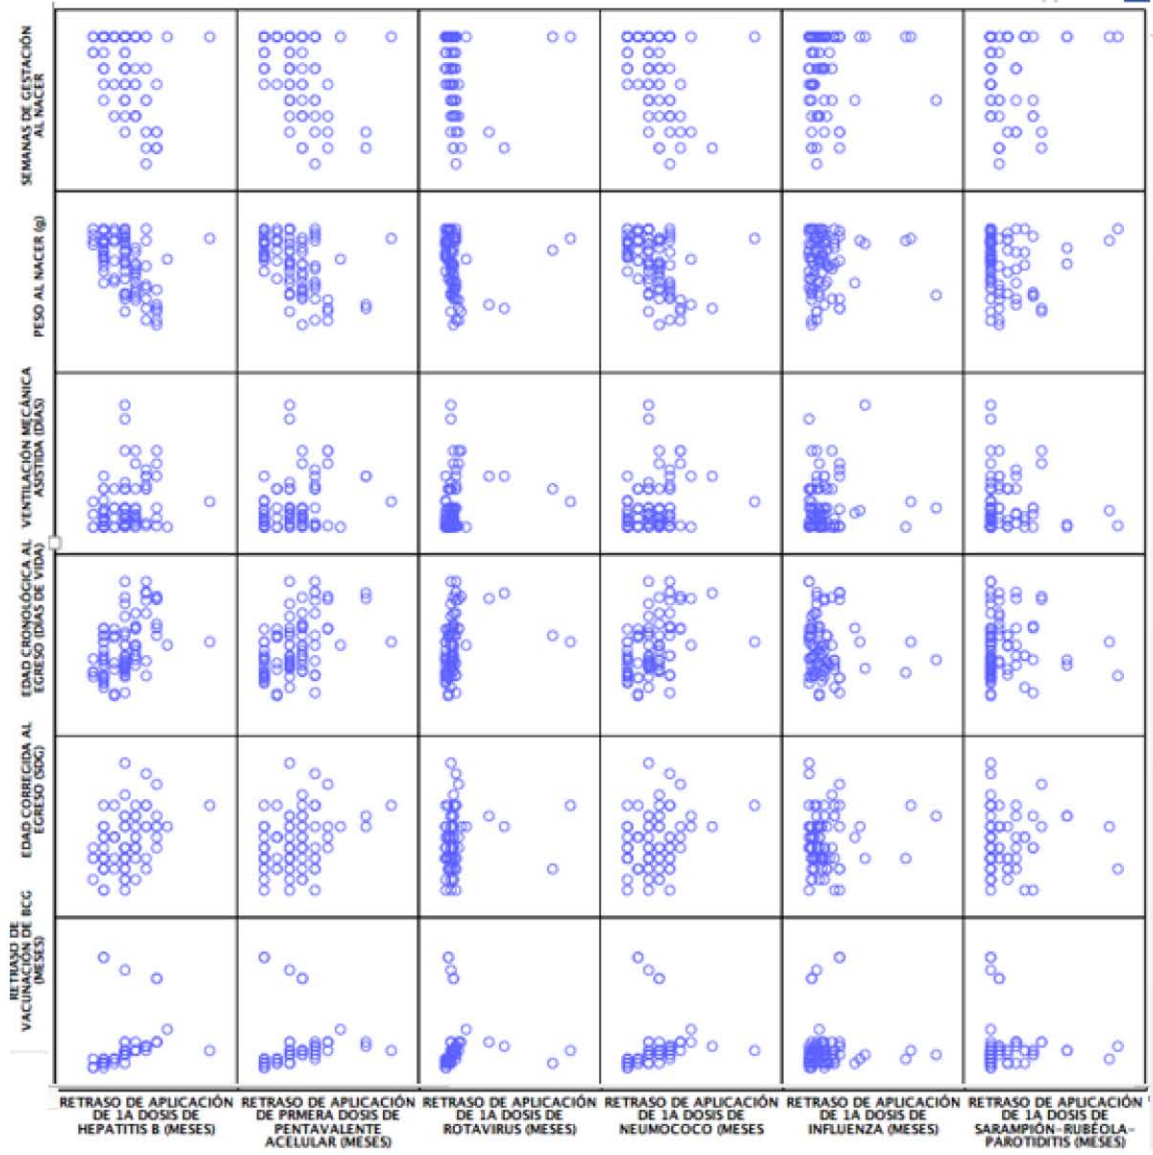 SEMANAS DE GESTACIÓN
AL NACER
PESO AL NACER (g)
VENTILACIÓN MECÁNICA
ASISTIDA (DÍAS)
EDAD CRONOLÓGICA AL
EGRESO (DÍAS DE VIDA)
EDAD CORREGIDA AL
EGRESO (SDG)
RETRASO DE
VACUNACIÓN DE BCG
(MESES)
RETRASO DE APLICACIÓN
DE 1A DOSIS DE
HEPATITIS B (MESES)
RETRASO DE APLICACIÓN
DE PRMERA DOSIS DE
PENTAVALENTE
ACELULAR (MESES)
RETRASO DE APLICACIÓN
DE 1A DOSIS DE
ROTAVIRUS (MESES)
RETRASO DE APLICACIÓN
DE 1A DOSIS DE
NEUMOCOCO (MESES
RETRASO DE APLICACIÓN
DE 1A DOSIS DE
INFLUENZA (MESES)
RETRASO DE APLICACIÓN
DE 1A DOSIS DE
SARAMPIÓN-RUBÉOLA-
PAROTIDITIS (MESES)